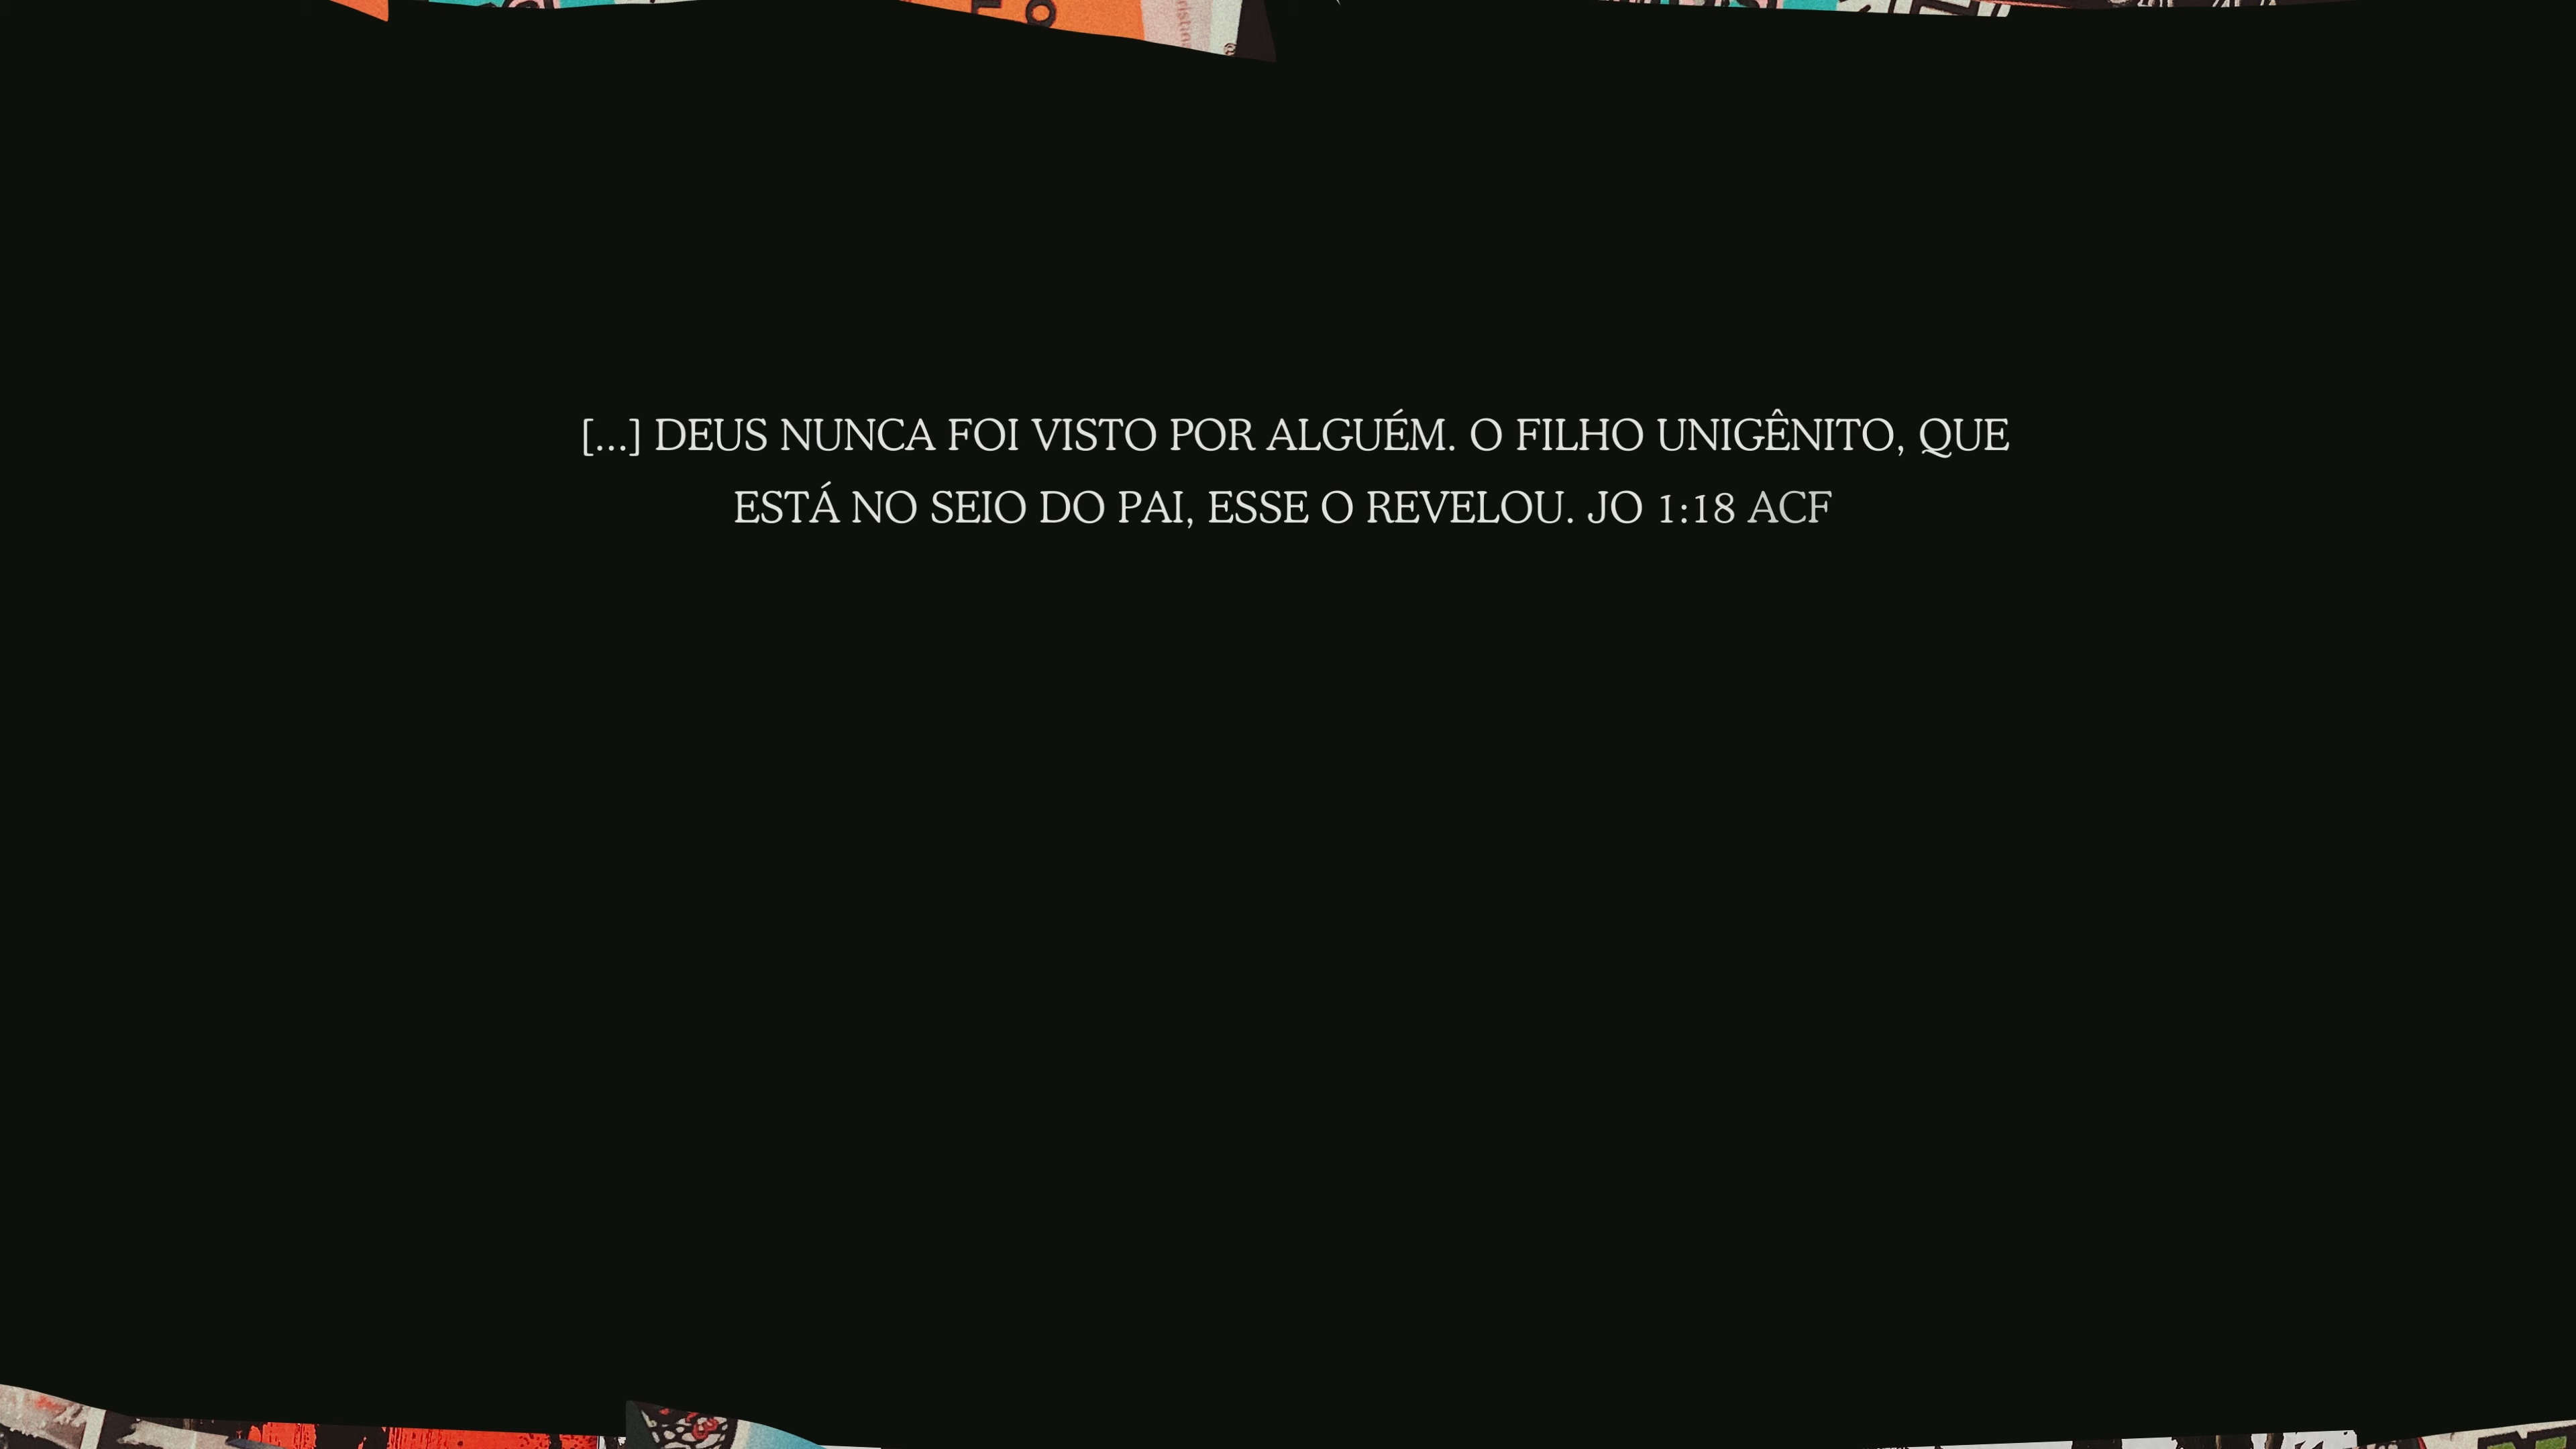 [...] DEUS NUNCA FOI VISTO POR ALGUÉM. O FILHO UNIGÊNITO, QUE
ESTÁ NO SEIO DO PAI, ESSE O REVELOU. JO 1:18 ACF